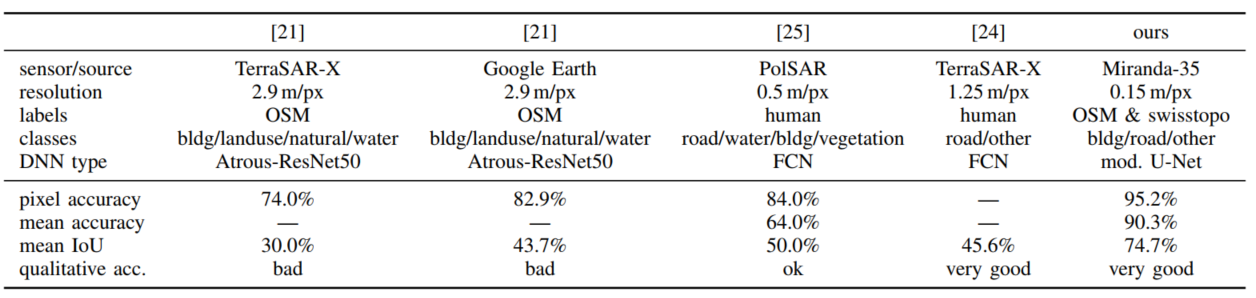 [21] [21] [25] [24] ours
sensor/source TerraSAR-X Google Earth PolSAR TerraSAR-X Miranda-35
resolution 2.9 m/px 2.9 m/px 0.5 m/px 1.25 m/px 0.15 m/px
labels OSM OSM human human OSM & swisstopo
classes bldg/landuse/natural/water bldg/landuse/natural/water road/water/bldg/vegetation road/other bldg/road/other
DNN type Atrous-ResNet50 Atrous-ResNet50 FCN FCN mod. U-Net
pixel accuracy 74.0% 82.9% 84.0% — 95.2%
mean accuracy — — 64.0% 90.3%
mean IoU 30.0% 43.7% 50.0% 45.6% 74.7%
qualitative acc. bad bad ok very good very good